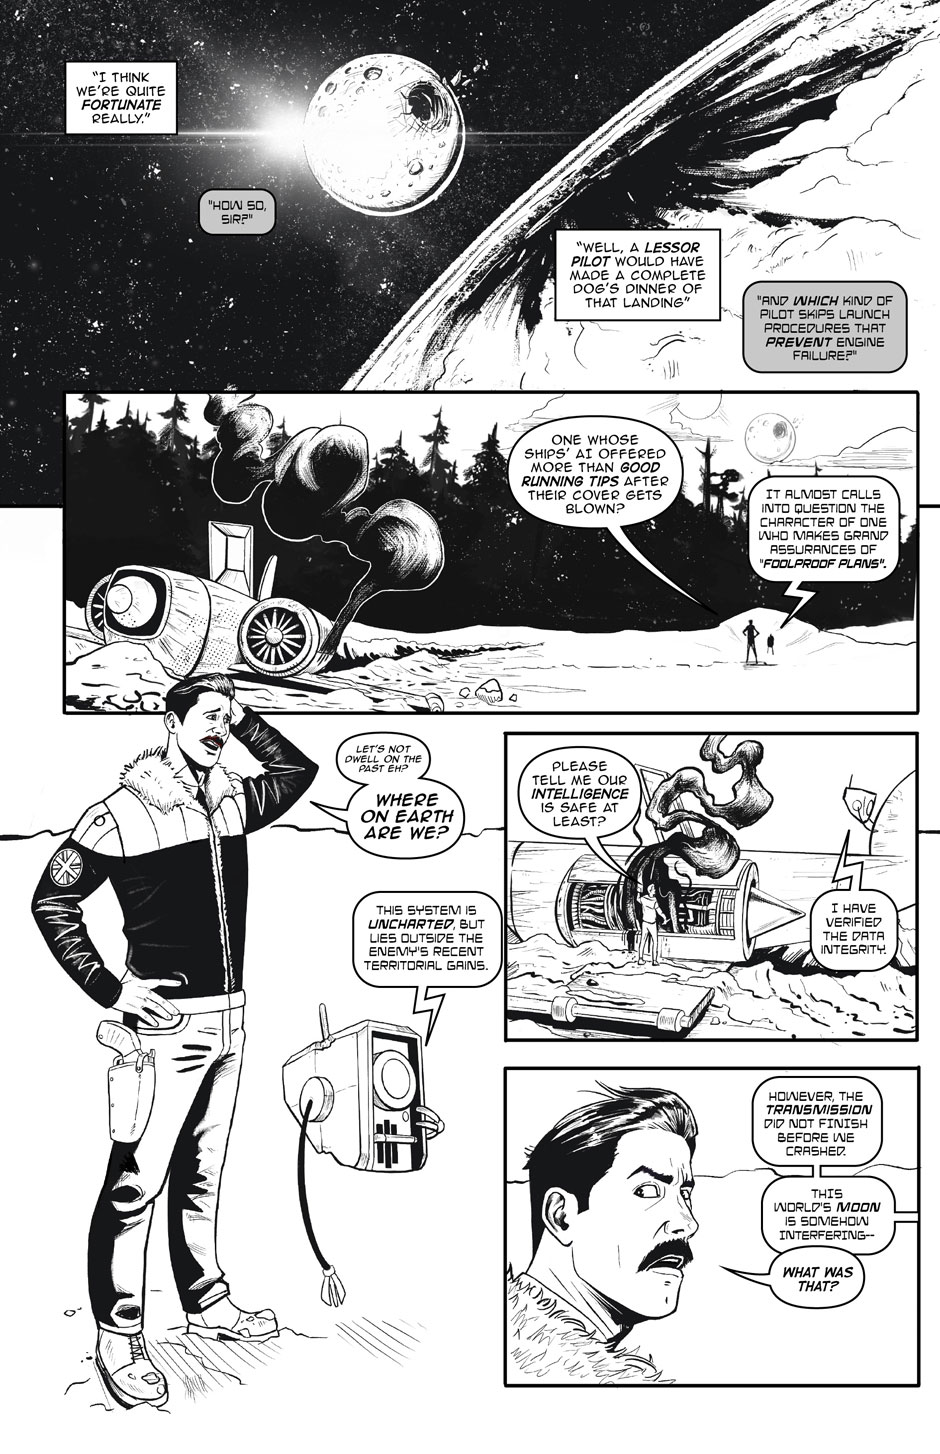 "I THINK
WE'RE QUITE
FORTUNATE
REALLY."
"HOW SO,
SIR?"
"WELL, A LESSOR
PILOT WOULD HAVE
MADE A COMPLETE
DOG'S DINNER OF
THAT LANDING"
"AND WHICH KIND OF
PILOT SKIPS LAUNCH
PROCEDURES THAT
PREVENT ENGINE
FAILURE?"
ONE WHOSE
SHIPS' AI OFFERED
MORE THAN GOOD
RUNNING TIPS AFTER
THEIR COVER GETS
BLOWN?
IT ALMOST CALLS
INTO QUESTION THE
CHARACTER OF ONE
WHO MAKES GRAND
ASSURANCES OF
"FOOLPROOF PLANS".
LET'S NOT
DWELL ON THE
PAST EH?
WHERE
ON EARTH
ARE WE?
THIS SYSTEM IS
UNCHARTED, BUT
LIES OUTSIDE THE
ENEMY'S RECENT
TERRITORIAL GAINS.
PLEASE
TELL ME OUR
INTELLIGENCE
IS SAFE AT
LEAST?
I HAVE
VERIFIED
THE DATA
INTEGRITY.
HOWEVER, THE
TRANSMISSION
DID NOT FINISH
BEFORE WE
CRASHED.
THIS
WORLD'S MOON
IS SOMEHOW
INTERFERING--
WHAT WAS
THAT?